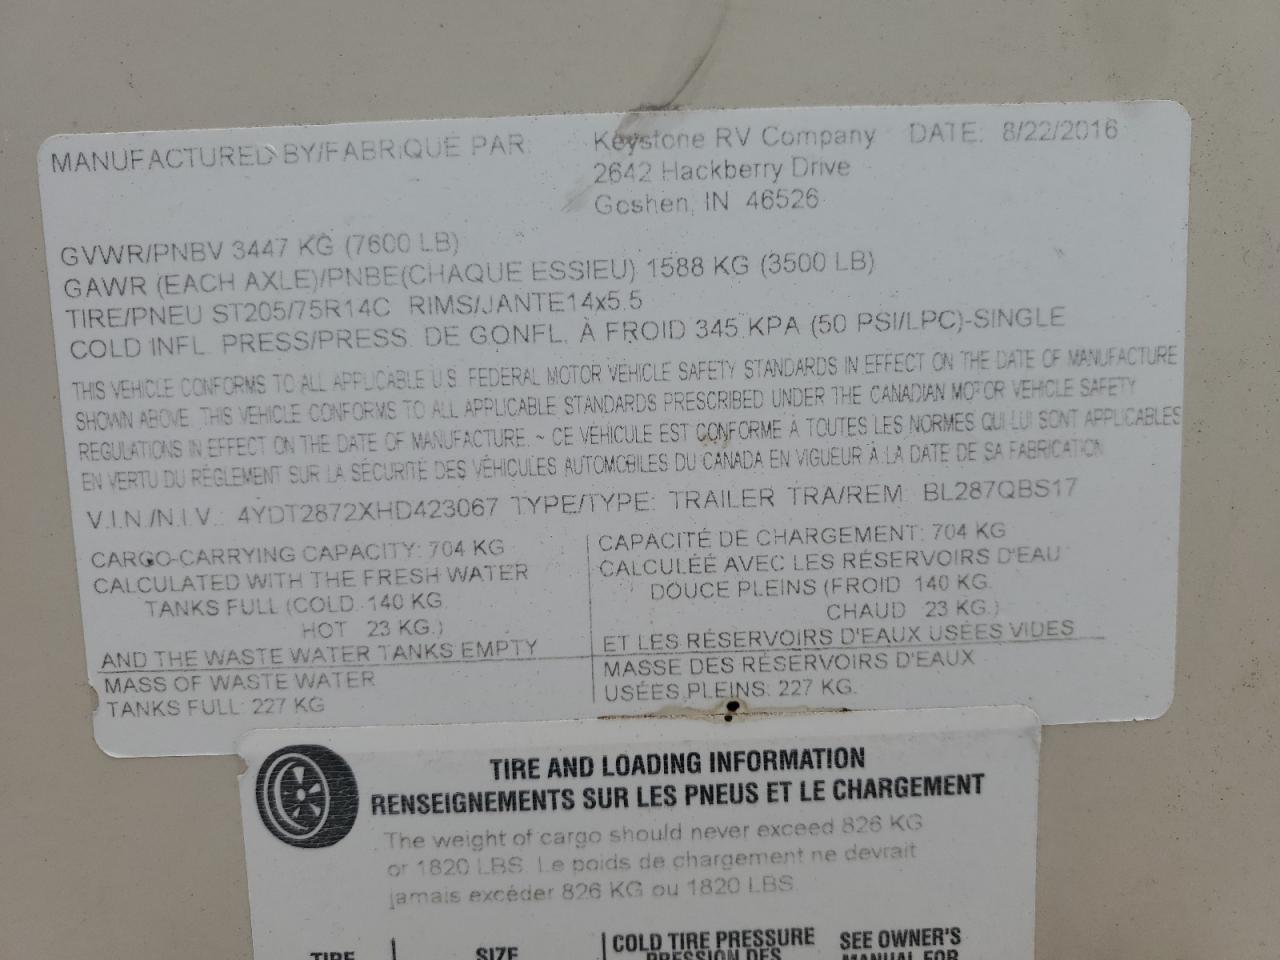 MANUFACTURED BY/FABRIQUE PAR: Keystone RV Company DATE: 8/22/2016
2642 Hackberry Drive
Goshen, IN 46526
GVWR/PNBV 3447 KG (7600 LB)
GAWR (EACH AXLE)/PNBE(CHAQUE ESSIEU) 1588 KG (3500 LB)
TIRE/PNEU ST205/75R14C RIMS/JANTE14x5.5
COLD INFL. PRESS/PRESS. DE GONFL. À FROID 345 KPA (50 PSI/LPC)-SINGLE
THIS VEHICLE CONFORMS TO ALL APPLICABLE U.S. FEDERAL MOTOR VEHICLE SAFETY STANDARDS IN EFFECT ON THE DATE OF MANUFACTURE
SHOWN ABOVE. THIS VEHICLE CONFORMS TO ALL APPLICABLE STANDARDS PRESCRIBED UNDER THE CANADIAN MOTOR VEHICLE SAFETY
REGULATIONS IN EFFECT ON THE DATE OF MANUFACTURE. ~ CE VÉHICULE EST CONFORME À TOUTES LES NORMES QUI LUI SONT APPLICABLES
EN VERTU DU RÉGLEMENT SUR LA SÉCURITÉ DES VÉHICULES AUTOMOBILES DU CANADA EN VIGUEUR À LA DATE DE SA FABRICATION
V.I.N./N.I.V.: 4YDT2872XHD423067 TYPE/TYPE: TRAILER TRA/REM: BL287QBS17
CARGO-CARRYING CAPACITY: 704 KG
CALCULATED WITH THE FRESH WATER
TANKS FULL (COLD 140 KG.
HOT 23 KG.)
AND THE WASTE WATER TANKS EMPTY
MASS OF WASTE WATER
TANKS FULL: 227 KG
CAPACITÉ DE CHARGEMENT: 704 KG
CALCULÉÉ AVEC LES RÉSERVOIRS D'EAU
DOUCE PLEINS (FROID 140 KG.
CHAUD 23 KG.)
ET LES RÉSERVOIRS D'EAUX USÉES VIDES
MASSE DES RÉSERVOIRS D'EAUX
USÉES PLEINS: 227 KG.
TIRE AND LOADING INFORMATION
RENSEIGNEMENTS SUR LES PNEUS ET LE CHARGEMENT
The weight of cargo should never exceed 826 KG
or 1820 LBS. Le poids de chargement ne devrait
jamais excéder 826 KG ou 1820 LBS.
TIRE SIZE COLD TIRE PRESSURE SEE OWNER'S
PRESSION DES MANUAL FOR